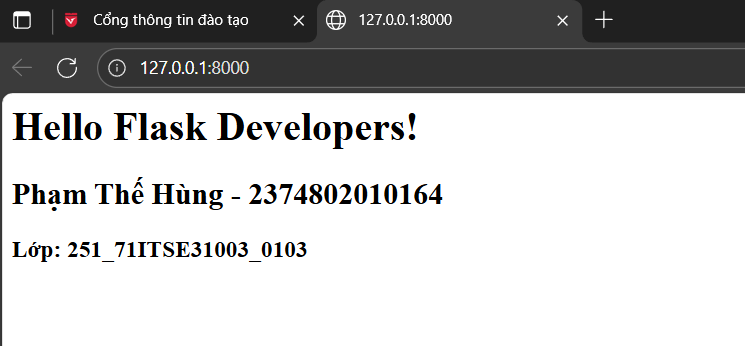 Cổng thông tin đào tạo
127.0.0.1:8000
127.0.0.1:8000
Hello Flask Developers!
Phạm Thế Hùng - 2374802010164
Lớp: 251_71ITSE31003_0103